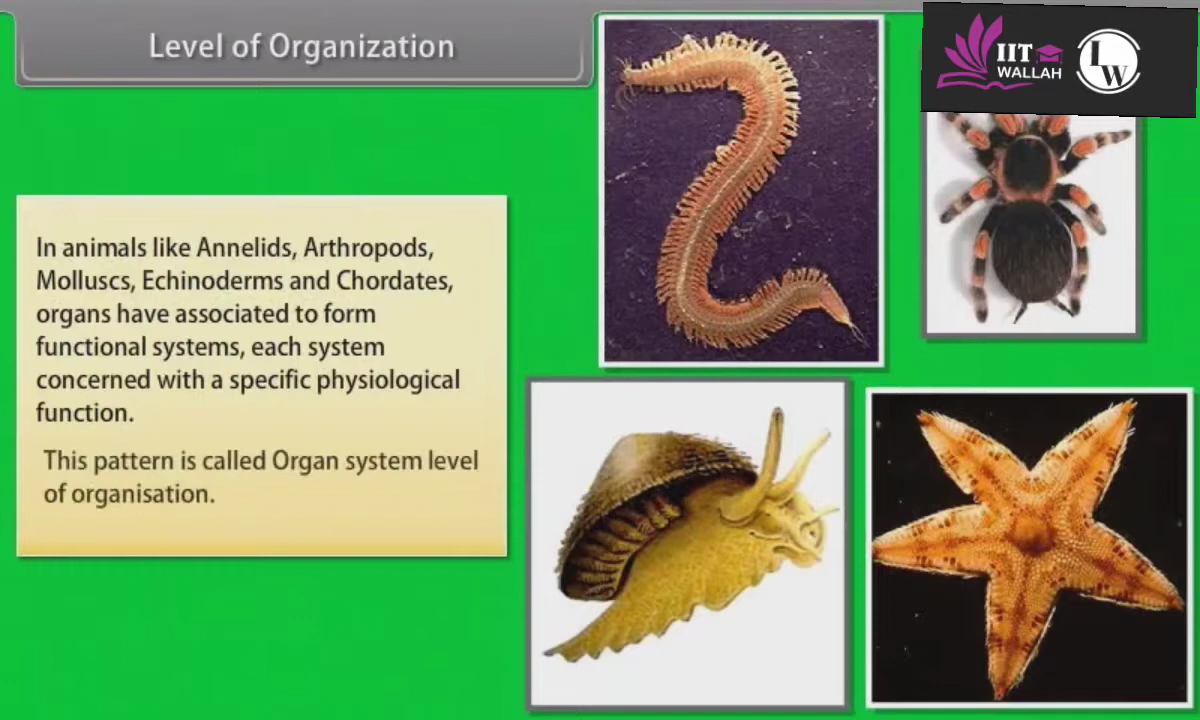 Level of Organization
IIT
WALLAH
LW
In animals like Annelids, Arthropods,
Molluscs, Echinoderms and Chordates,
organs have associated to form
functional systems, each system
concerned with a specific physiological
function.
This pattern is called Organ system level
of organisation.